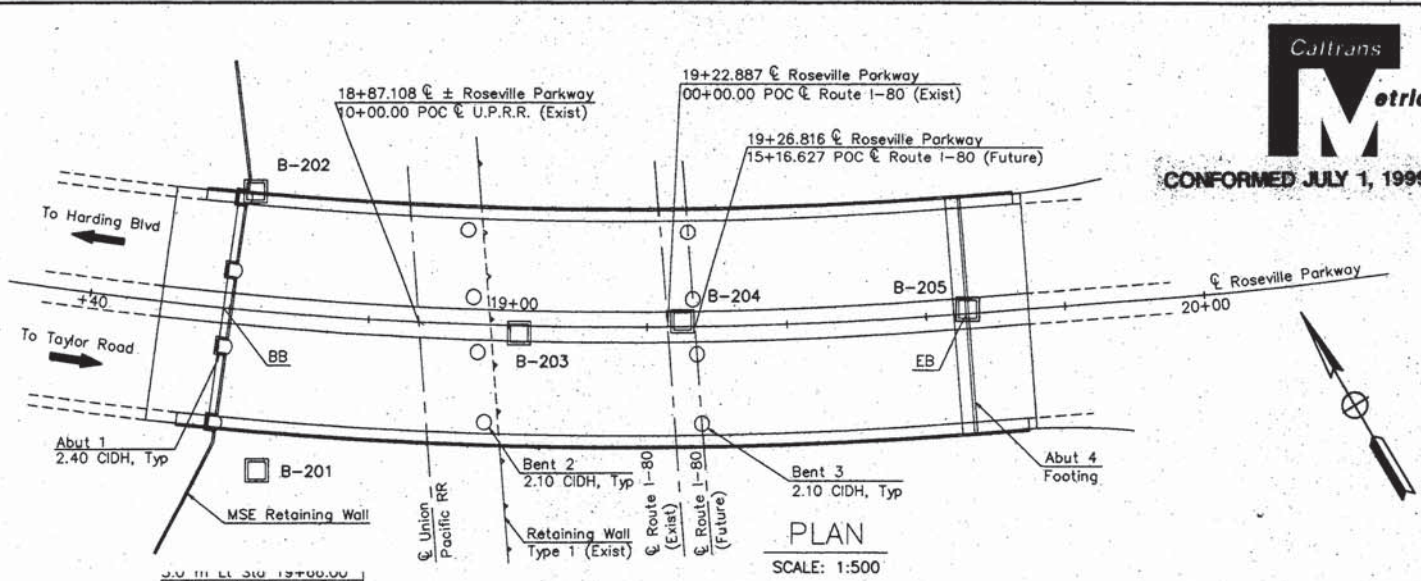 Caltrans
Metric
CONFORMED JULY 1, 1999
18+87.108 ℄ ± Roseville Parkway
10+00.00 POC ℄ U.P.R.R. (Exist)
19+22.887 ℄ Roseville Parkway
00+00.00 POC ℄ Route I-80 (Exist)
19+26.816 ℄ Roseville Parkway
15+16.627 POC ℄ Route I-80 (Future)
B-202
To Harding Blvd
+40
19+00
B-204
B-205
℄ Roseville Parkway
20+00
To Taylor Road
BB
B-203
EB
Abut 1
2.40 CIDH, Typ
B-201
MSE Retaining Wall
℄ Union
Pacific RR
Bent 2
2.10 CIDH, Typ
Retaining Wall
Type 1 (Exist)
℄ Route I-80
(Exist)
℄ Route I-80
(Future)
Bent 3
2.10 CIDH, Typ
Abut 4
Footing
PLAN
SCALE: 1:500